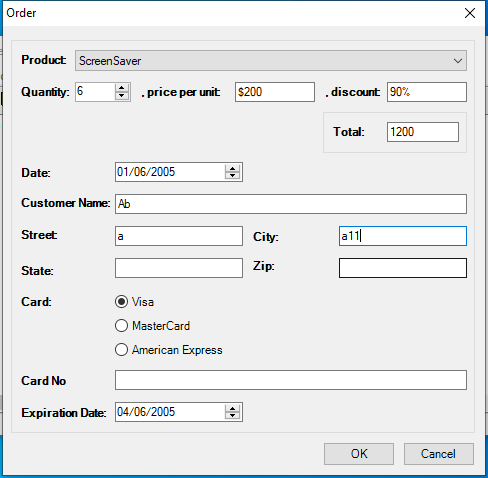 Order
Product: ScreenSaver
Quantity: 6 , price per unit: $200 , discount: 90%
Total: 1200
Date: 01/06/2005
Customer Name: Ab
Street: a City: a11
State: Zip:
Card: Visa
MasterCard
American Express
Card No
Expiration Date: 04/06/2005
OK Cancel